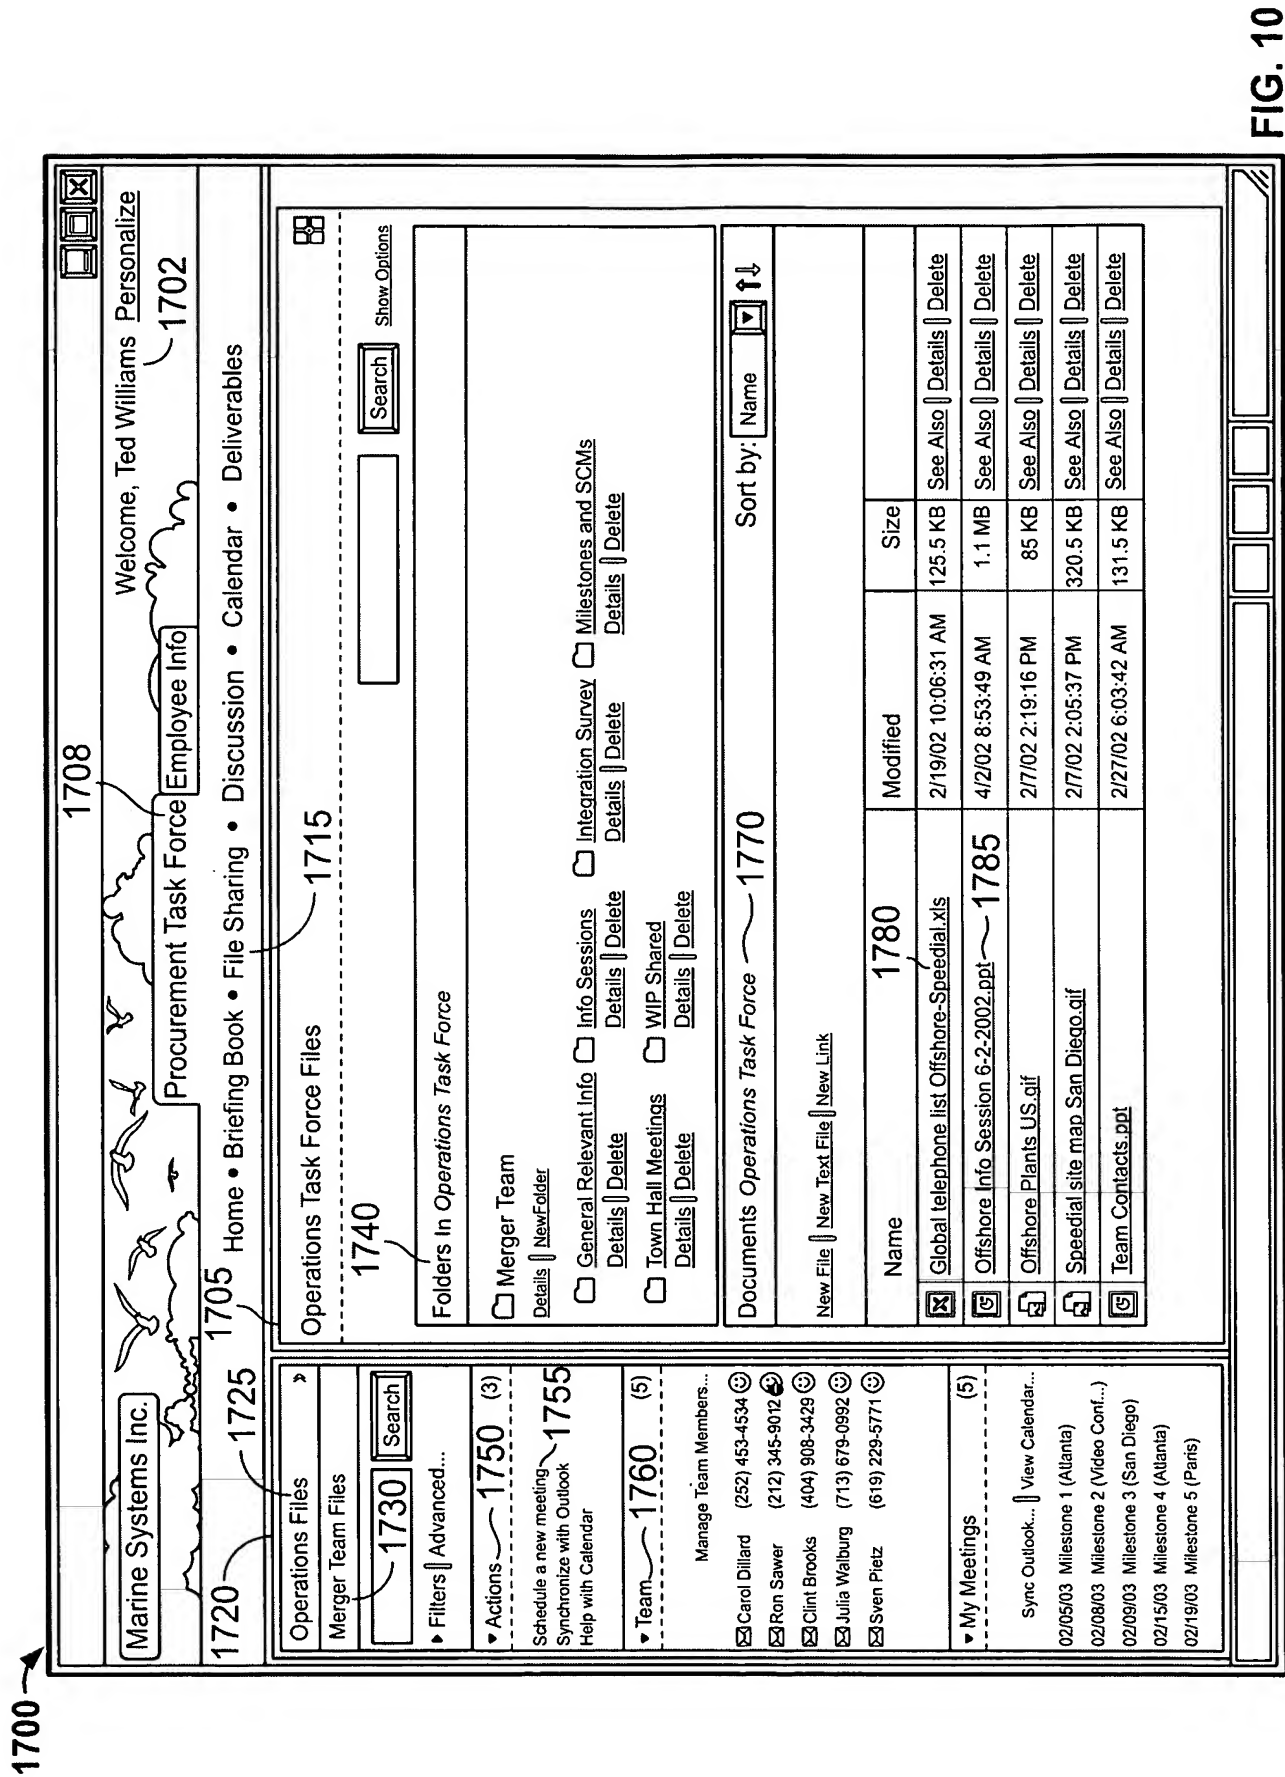 1700
1708
Marine Systems Inc.
Welcome, Ted Williams Personalize
1702
Procurement Task Force Employee Info
Home • Briefing Book • File Sharing • Discussion • Calendar • Deliverables
1720
1725
1705
1715
Operations Files »
Merger Team Files
1730
Search
Filters Advanced...
Actions 1750 (3)
Schedule a new meeting 1755
Synchronize with Outlook
Help with Calendar
Team 1760 (5)
Manage Team Members...
Carol Dillard (252) 453-4534
Ron Sawer (212) 345-9012
Clint Brooks (404) 908-3429
Julia Walburg (713) 679-0992
Sven Pietz (619) 229-5771
My Meetings (5)
Sync Outlook... View Calendar...
02/05/03 Milestone 1 (Atlanta)
02/08/03 Milestone 2 (Video Conf...)
02/09/03 Milestone 3 (San Diego)
02/15/03 Milestone 4 (Atlanta)
02/19/03 Milestone 5 (Paris)
Operations Task Force Files
1740
Search Show Options
Folders In Operations Task Force
Merger Team
Details NewFolder
General Relevant Info Info Sessions Integration Survey Milestones and SCMs
Details Delete Details Delete Details Delete Details Delete
Town Hall Meetings WIP Shared
Details Delete Details Delete
Documents Operations Task Force 1770 Sort by: Name
New File New Text File New Link
1780
Name Modified Size
Global telephone list Offshore-Speedial.xls 2/19/02 10:06:31 AM 125.5 KB See Also Details Delete
Offshore Info Session 6-2-2002.ppt 1785 4/2/02 8:53:49 AM 1.1 MB See Also Details Delete
Offshore Plants US.gif 2/7/02 2:19:16 PM 85 KB See Also Details Delete
Speedial site map San Diego.gif 2/7/02 2:05:37 PM 320.5 KB See Also Details Delete
Team Contacts.ppt 2/27/02 6:03:42 AM 131.5 KB See Also Details Delete
FIG. 10